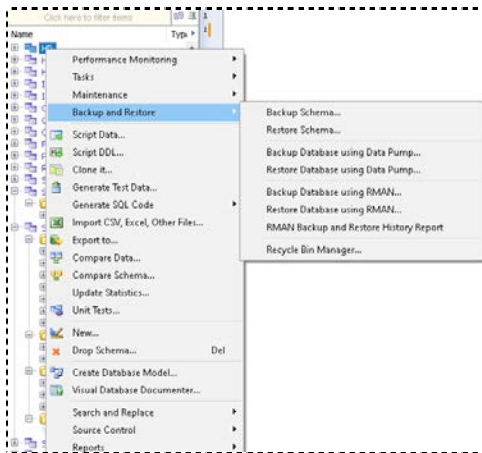 Click here to filter items
Name
Type
HR
Performance Monitoring
Tasks
Maintenance
Backup and Restore
Script Data...
Script DDL...
Clone it...
Generate Test Data...
Generate SQL Code
Import CSV, Excel, Other Files...
Export to...
Compare Data...
Compare Schema...
Update Statistics...
Unit Tests...
New...
Drop Schema... Del
Create Database Model...
Visual Database Documenter...
Search and Replace
Source Control
Reports
Backup Schema...
Restore Schema...
Backup Database using Data Pump...
Restore Database using Data Pump...
Backup Database using RMAN...
Restore Database using RMAN...
RMAN Backup and Restore History Report
Recycle Bin Manager...